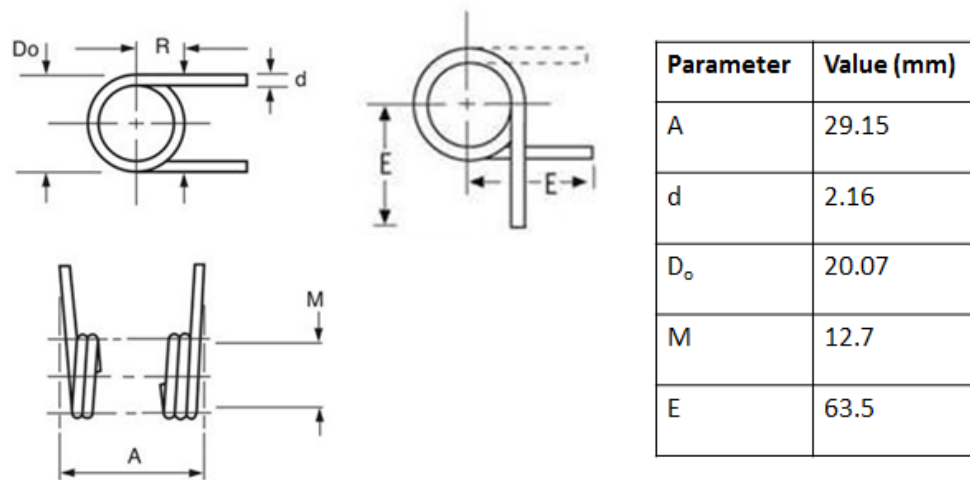 Do
R
d
E
E
M
A
Parameter Value (mm)
A 29.15
d 2.16
Do 20.07
M 12.7
E 63.5